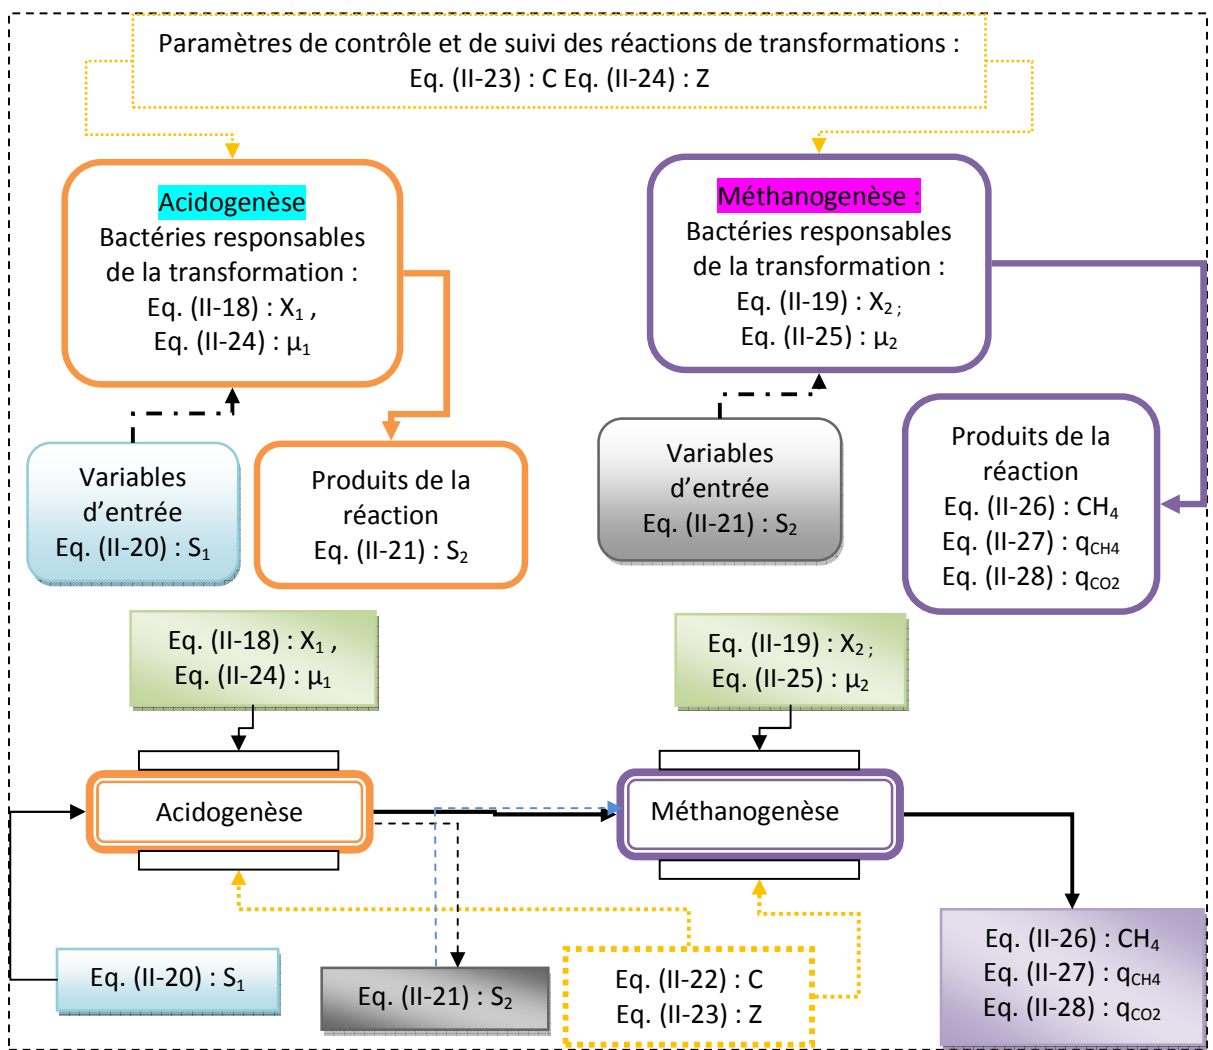 Paramètres de contrôle et de suivi des réactions de transformations :
Eq. (II-23) : C Eq. (II-24) : Z
Acidogenèse
Bactéries responsables
de la transformation :
Eq. (II-18) : X₁ ,
Eq. (II-24) : µ₁
Méthanogenèse :
Bactéries responsables
de la transformation :
Eq. (II-19) : X₂ ;
Eq. (II-25) : µ₂
Variables
d’entrée
Eq. (II-20) : S₁
Produits de la
réaction
Eq. (II-21) : S₂
Variables
d’entrée
Eq. (II-21) : S₂
Produits de la
réaction
Eq. (II-26) : CH₄
Eq. (II-27) : qCH4
Eq. (II-28) : qCO2
Eq. (II-18) : X₁ ,
Eq. (II-24) : µ₁
Eq. (II-19) : X₂ ;
Eq. (II-25) : µ₂
Acidogenèse
Méthanogenèse
Eq. (II-20) : S₁
Eq. (II-21) : S₂
Eq. (II-22) : C
Eq. (II-23) : Z
Eq. (II-26) : CH₄
Eq. (II-27) : qCH4
Eq. (II-28) : qCO2